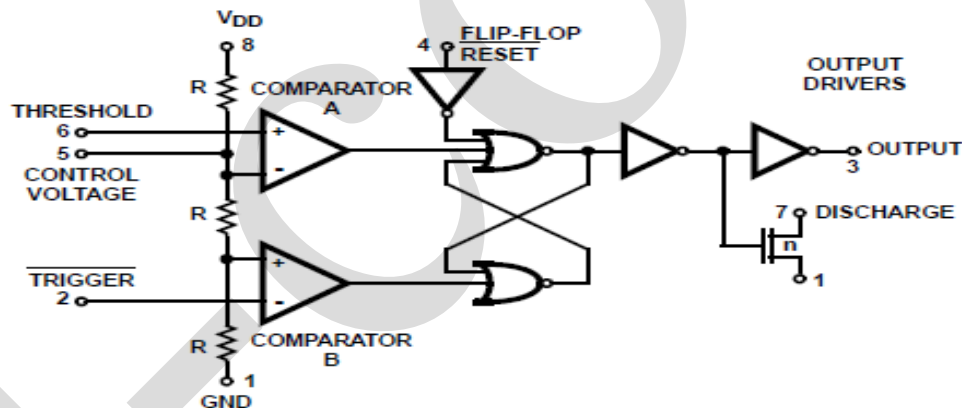 VDD
8
4
FLIP-FLOP
RESET
OUTPUT
DRIVERS
R
COMPARATOR
A
THRESHOLD
6
+
5
-
CONTROL
VOLTAGE
OUTPUT
3
R
7
DISCHARGE
n
1
TRIGGER
2
+
-
R
COMPARATOR
B
1
GND